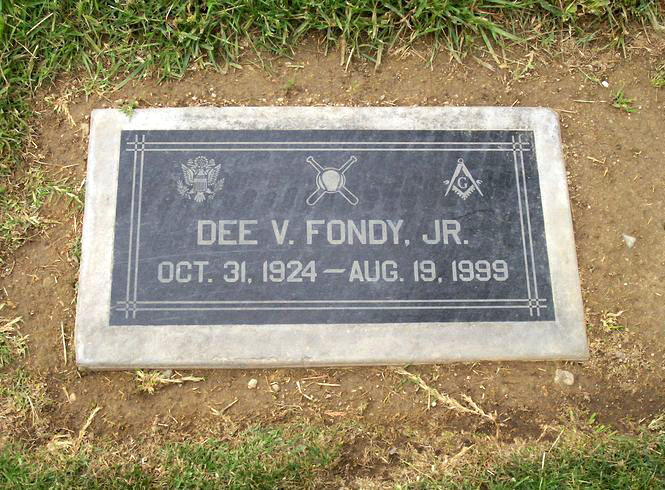 G
DEE V. FONDY, JR.
OCT. 31, 1924 — AUG. 19, 1999